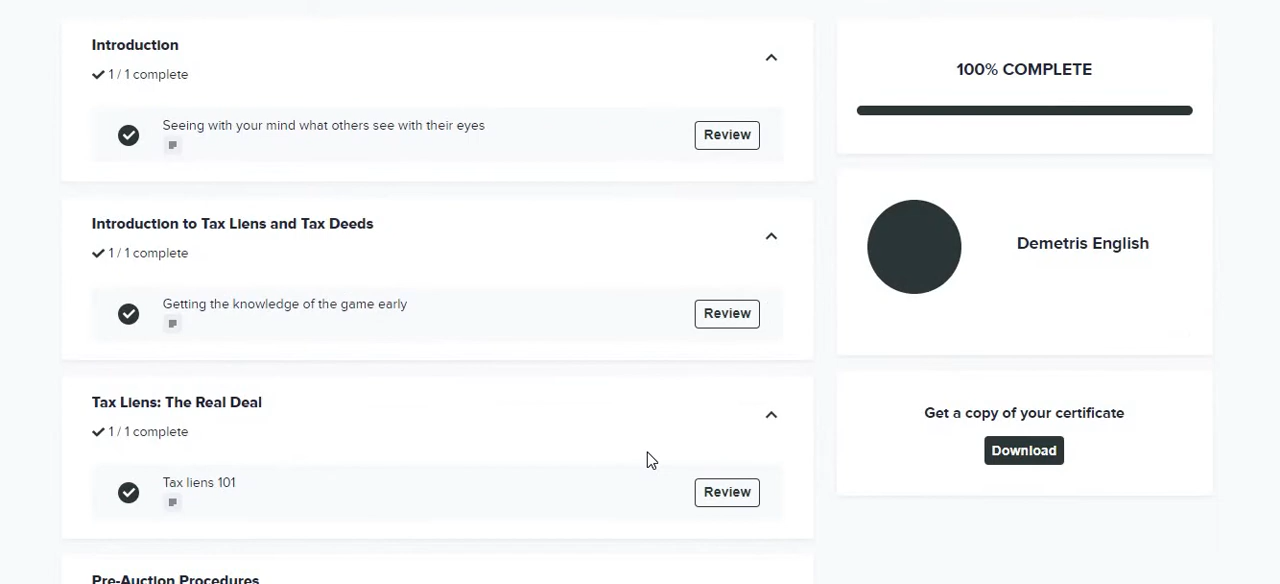 Introduction
1 / 1 complete
Seeing with your mind what others see with their eyes
Review
Introduction to Tax Liens and Tax Deeds
1 / 1 complete
Getting the knowledge of the game early
Review
Tax Liens: The Real Deal
1 / 1 complete
Tax liens 101
Review
Pre-Auction Procedures
100% COMPLETE
Demetris English
Get a copy of your certificate
Download